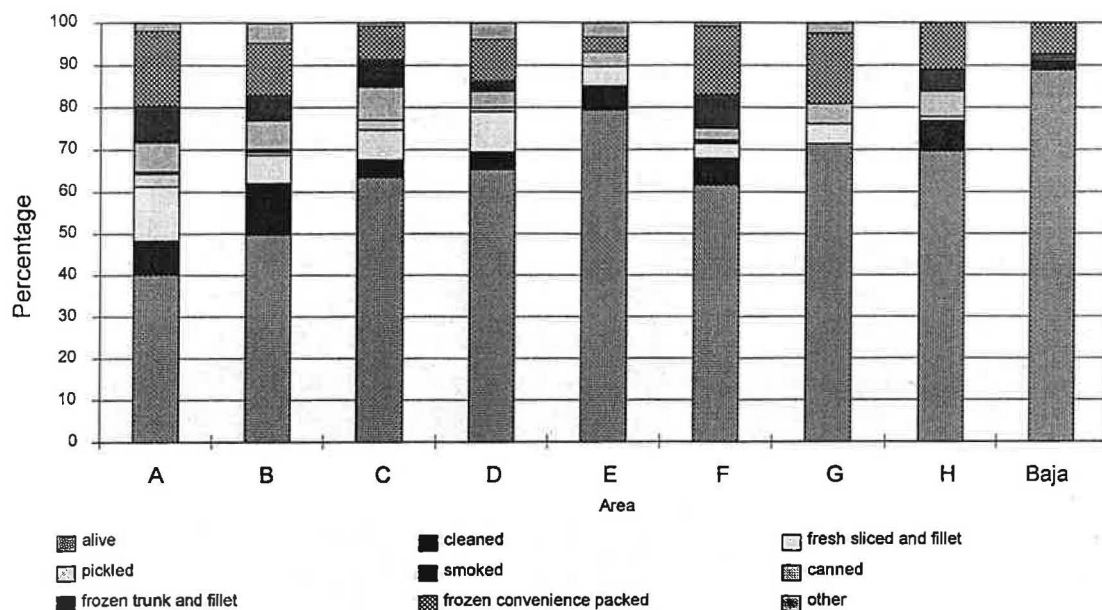 100
90
80
70
60
50
40
30
20
10
0
Percentage
A B C D E F G H Baja
Area
alive cleaned fresh sliced and fillet
pickled smoked canned
frozen trunk and fillet frozen convenience packed other